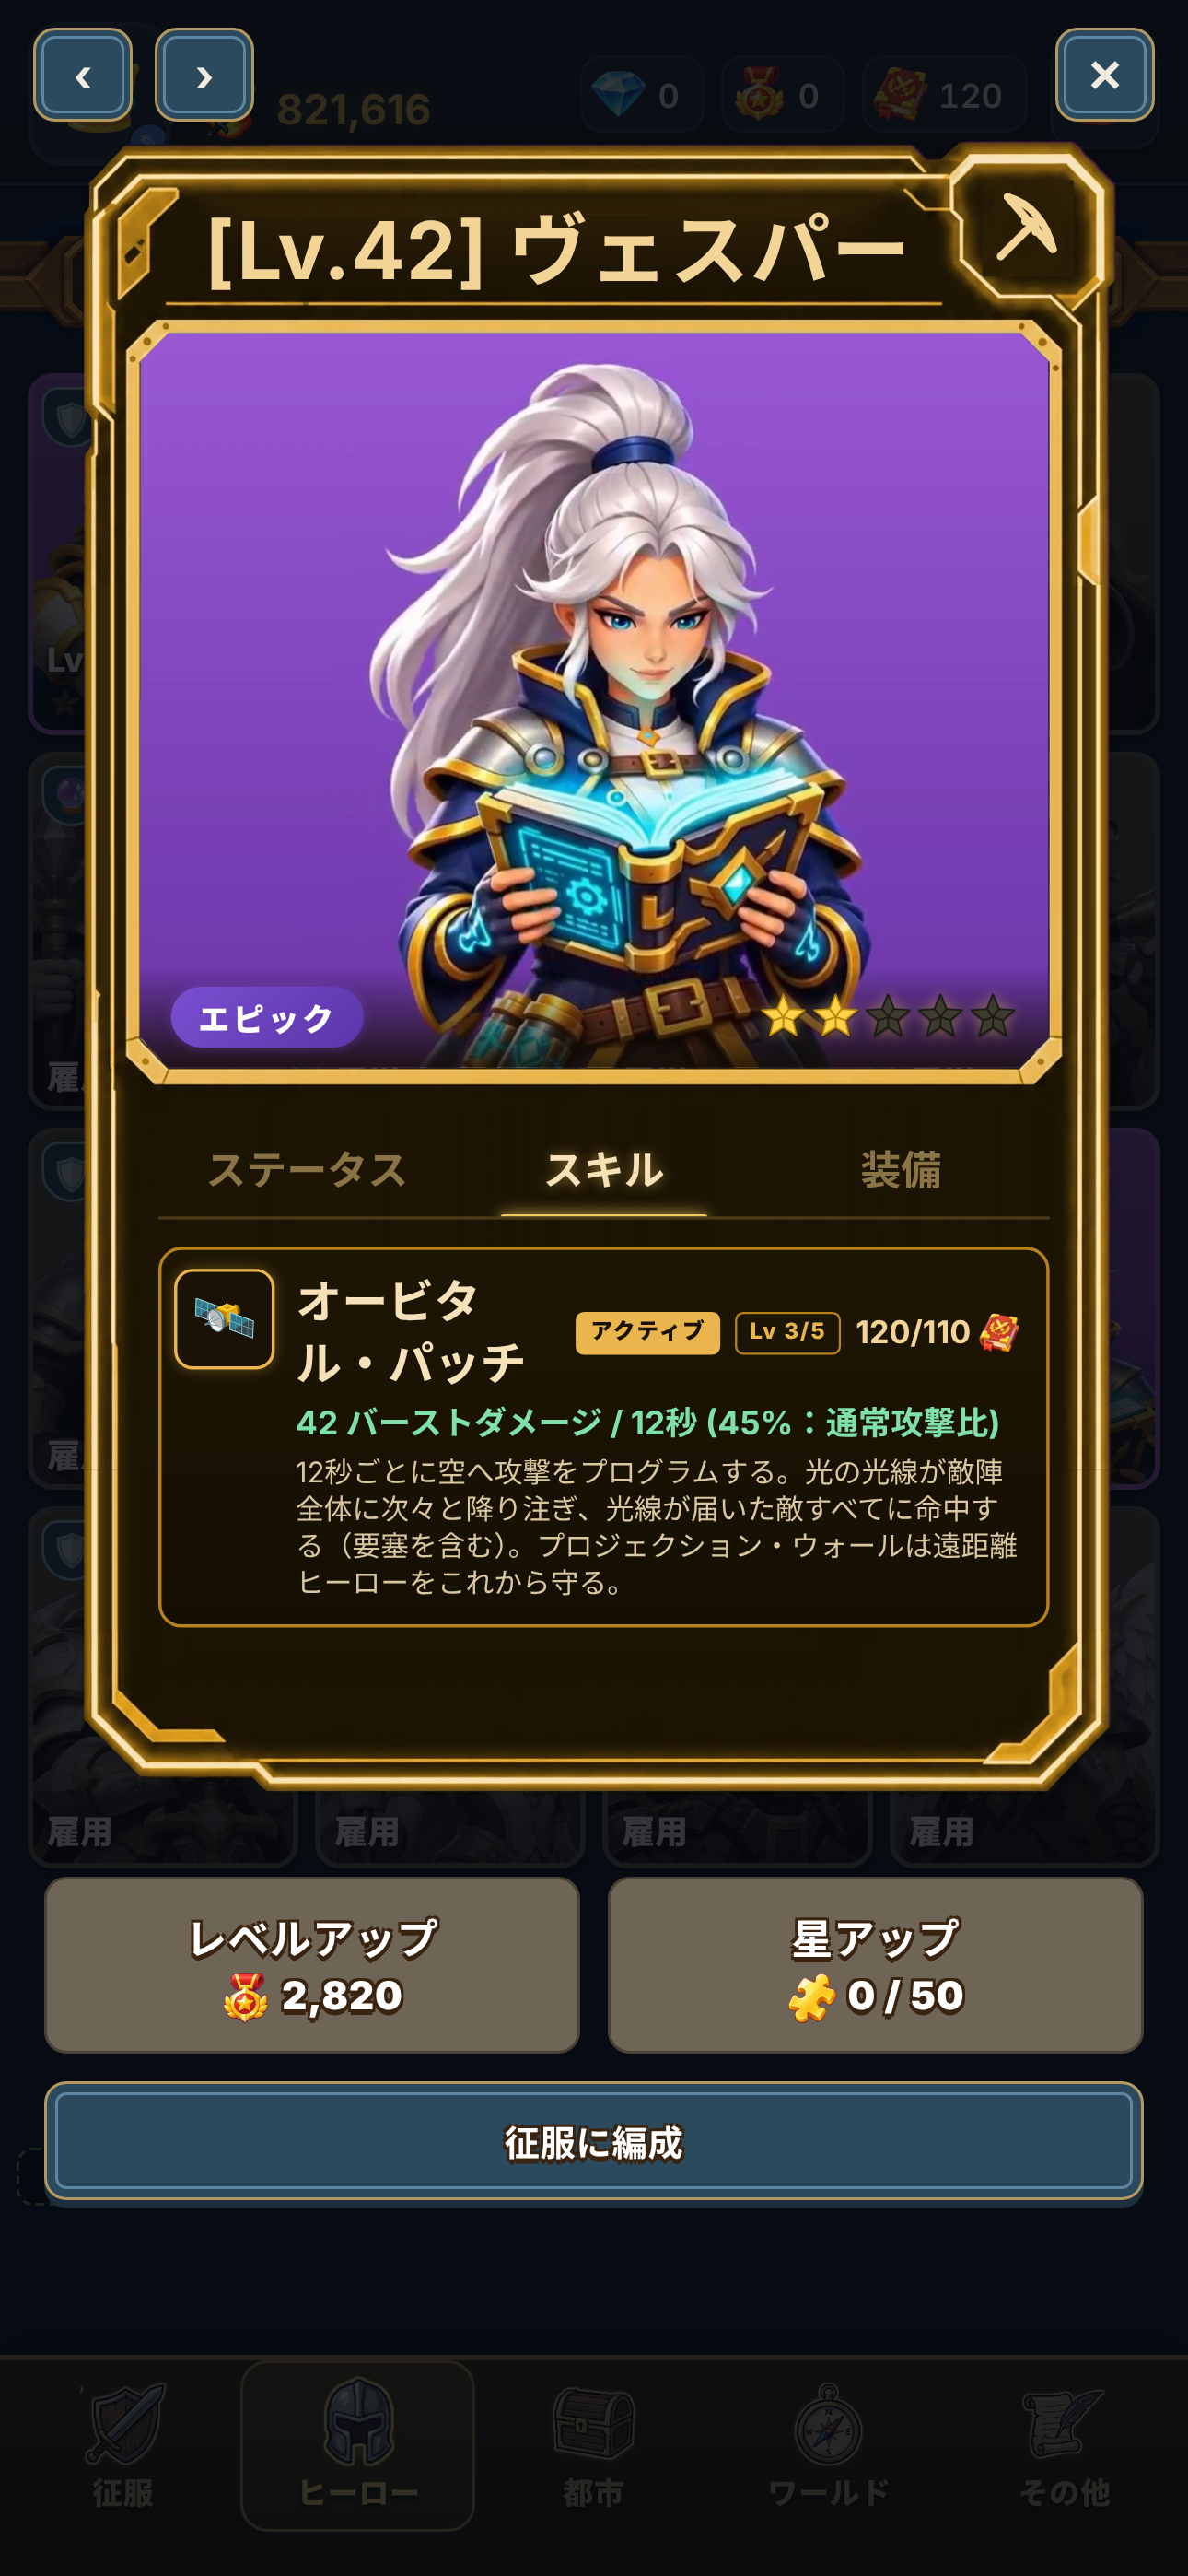 821,616
0
0
120
[Lv.42] ヴェスパー
Lv
エピック
ステータス
スキル
装備
オービタ
ル・パッチ
アクティブ
Lv 3/5
120/110
42 バーストダメージ / 12秒 (45%：通常攻撃比)
12秒ごとに空へ攻撃をプログラムする。光の光線が敵陣
全体に次々と降り注ぎ、光線が届いた敵すべてに命中す
る（要塞を含む）。プロジェクション・ウォールは遠距離
ヒーローをこれから守る。
雇用
雇用
雇用
雇用
レベルアップ
2,820
星アップ
0 / 50
征服に編成
征服
ヒーロー
都市
ワールド
その他